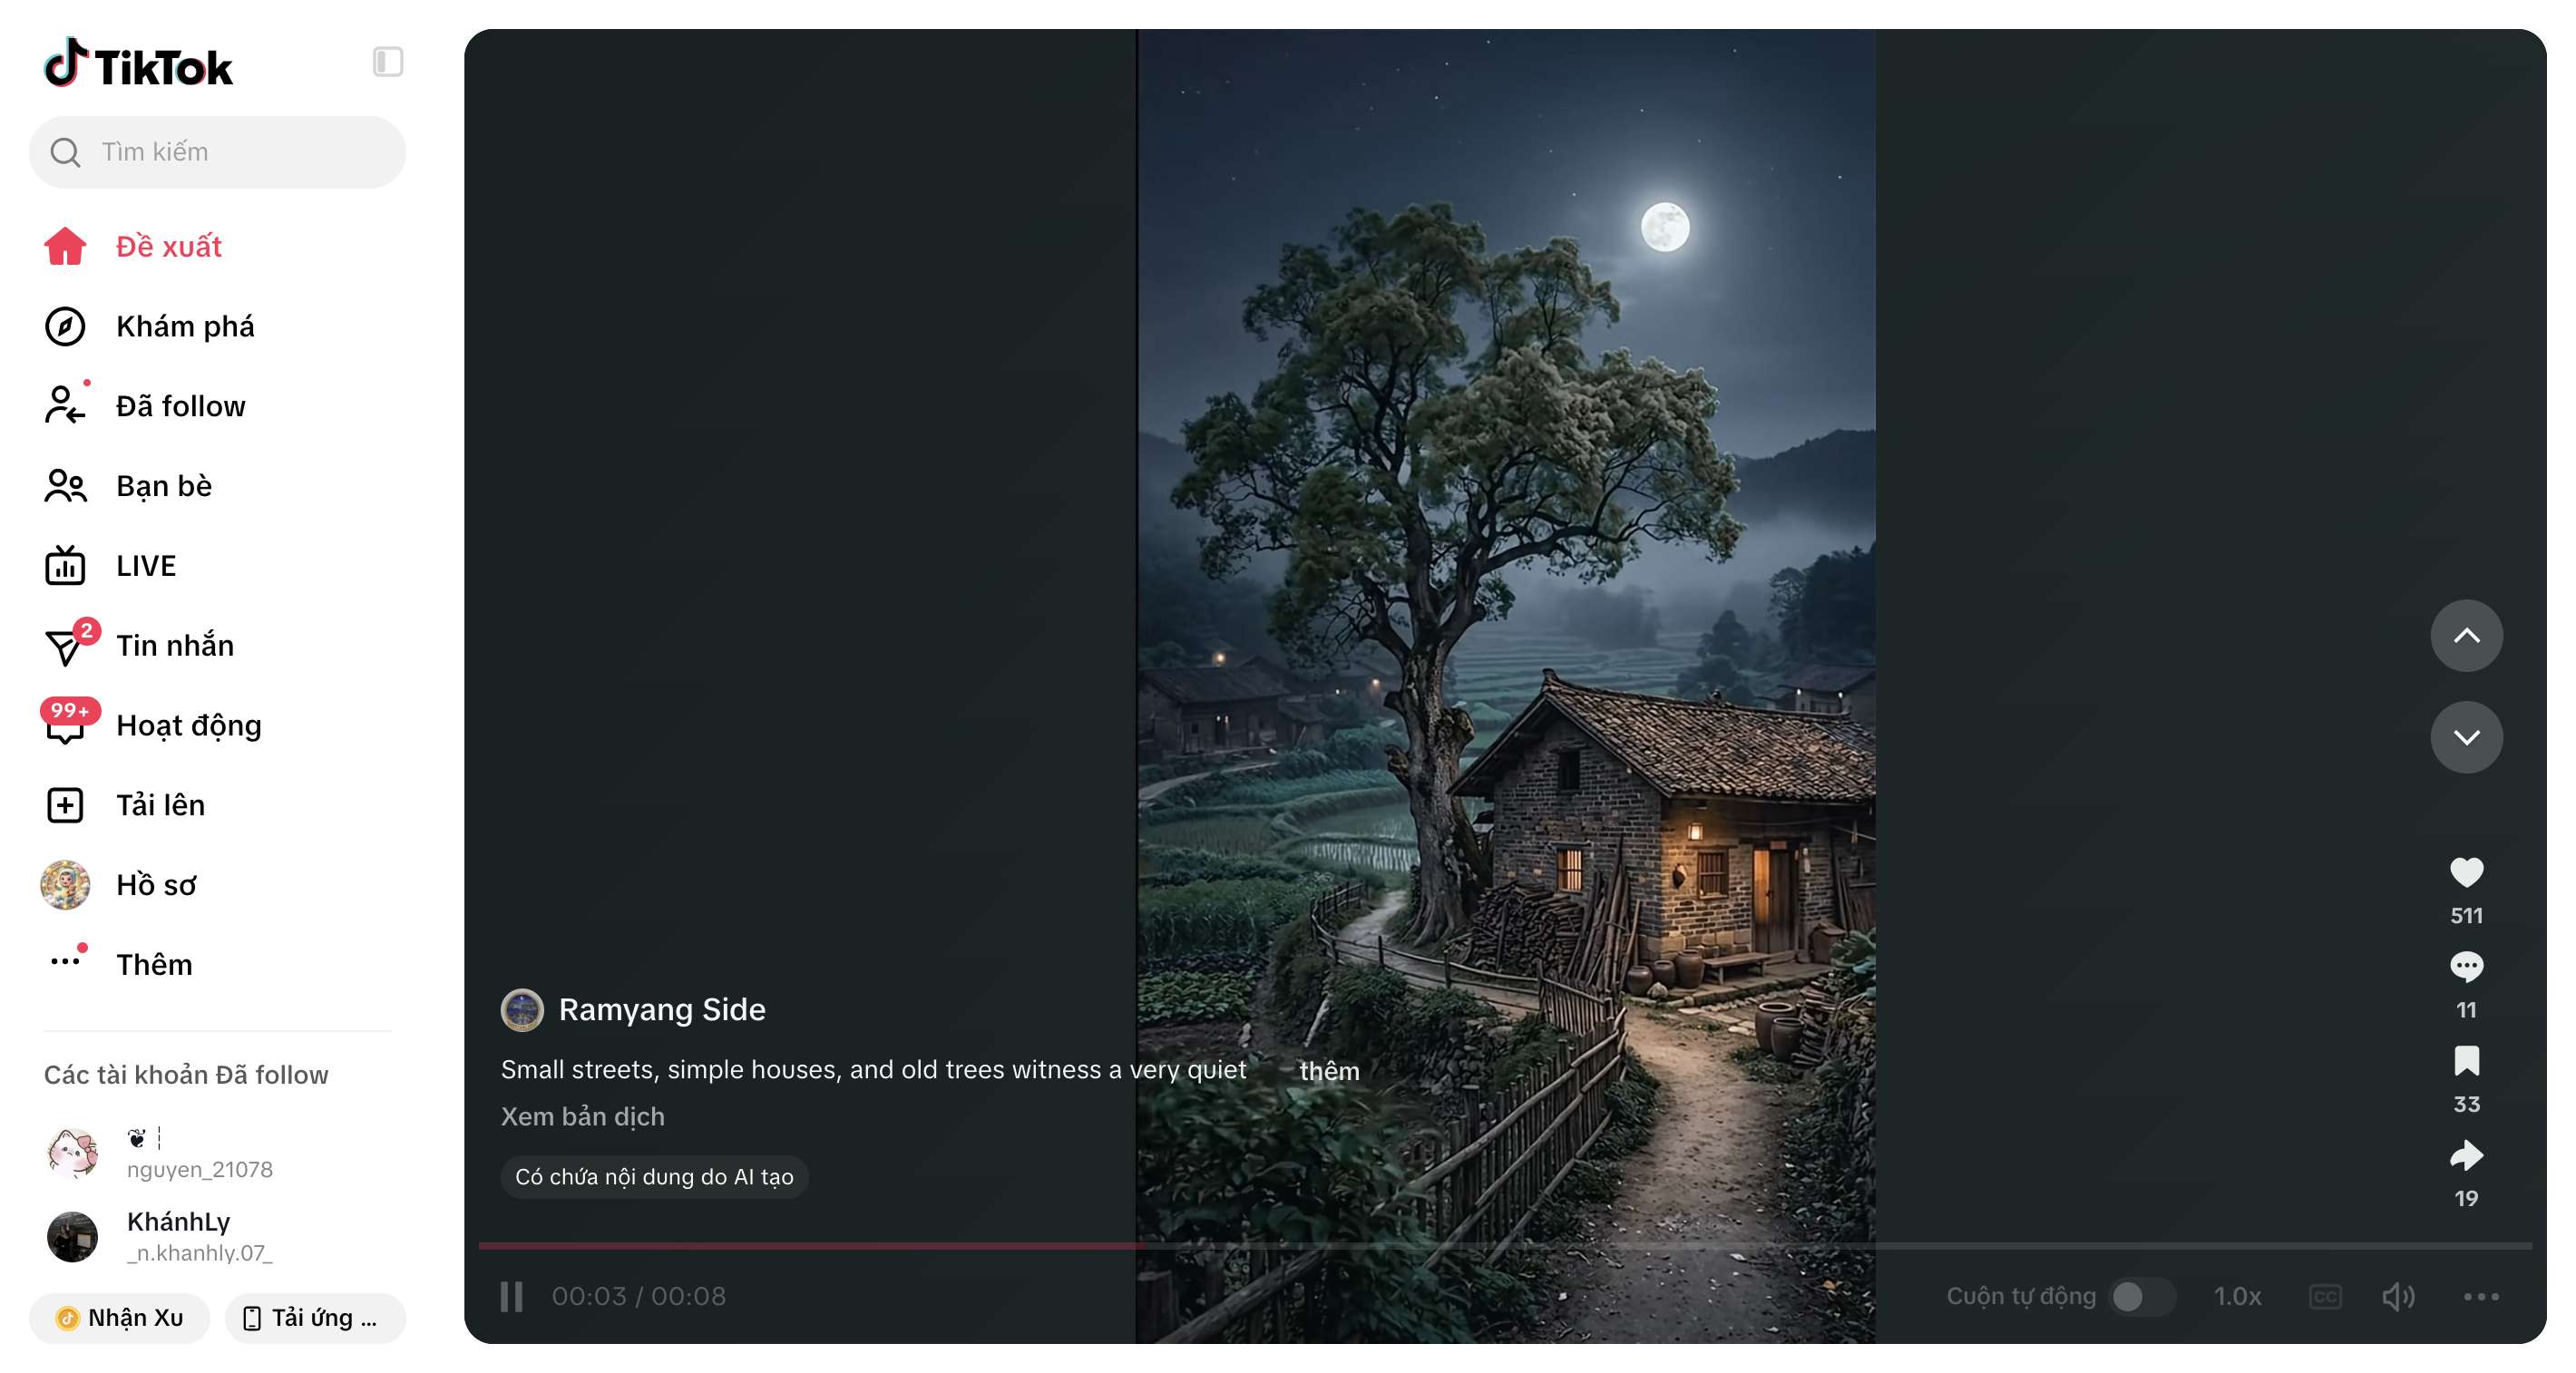 TikTok
Tìm kiếm
Đề xuất
Khám phá
Đã follow
Bạn bè
LIVE
2
Tin nhắn
99+
Hoạt động
Tải lên
Hồ sơ
Thêm
Các tài khoản Đã follow
nguyen_21078
KhánhLy
_n.khanhly.07_
Nhận Xu
Tải ứng ...
Ramyang Side
Small streets, simple houses, and old trees witness a very quiet thêm
Xem bản dịch
Có chứa nội dung do AI tạo
00:03 / 00:08
511
11
33
19
Cuộn tự động
1.0x
CC